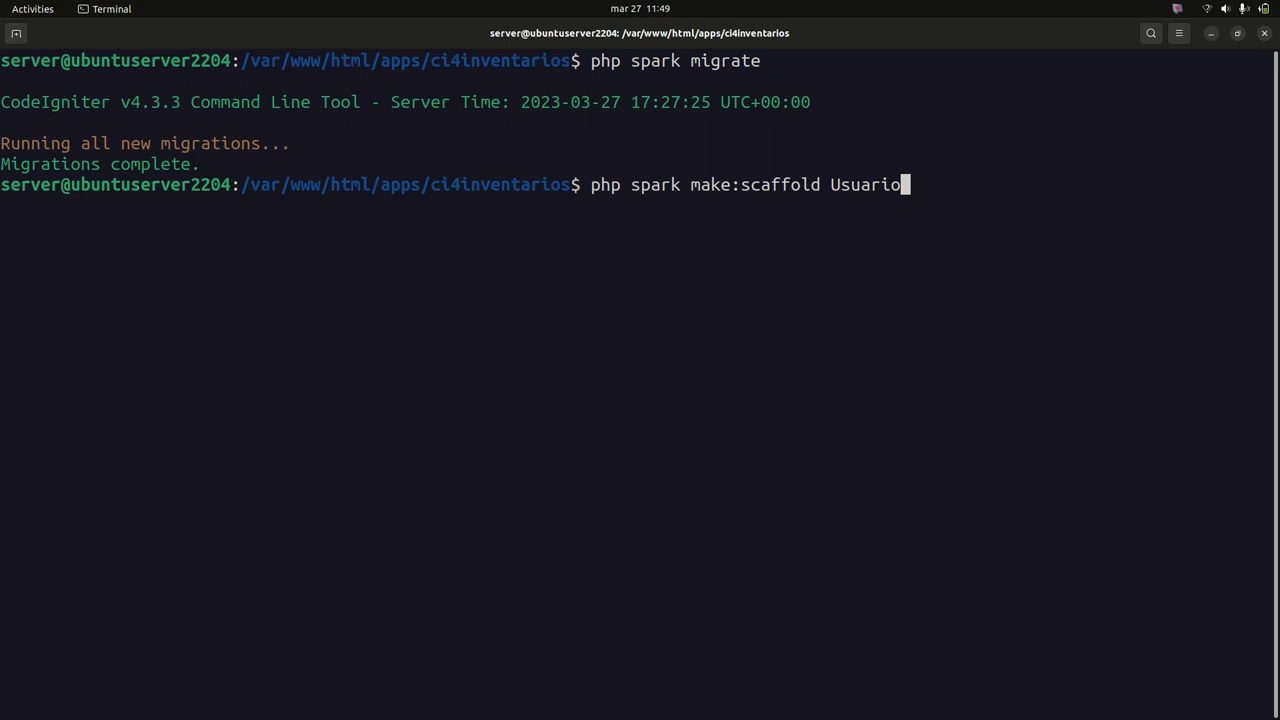 Activities Terminal mar 27 11:49
server@ubuntuserver2204: /var/www/html/apps/ci4inventarios
server@ubuntuserver2204:/var/www/html/apps/ci4inventarios$ php spark migrate
CodeIgniter v4.3.3 Command Line Tool - Server Time: 2023-03-27 17:27:25 UTC+00:00
Running all new migrations...
Migrations complete.
server@ubuntuserver2204:/var/www/html/apps/ci4inventarios$ php spark make:scaffold Usuario